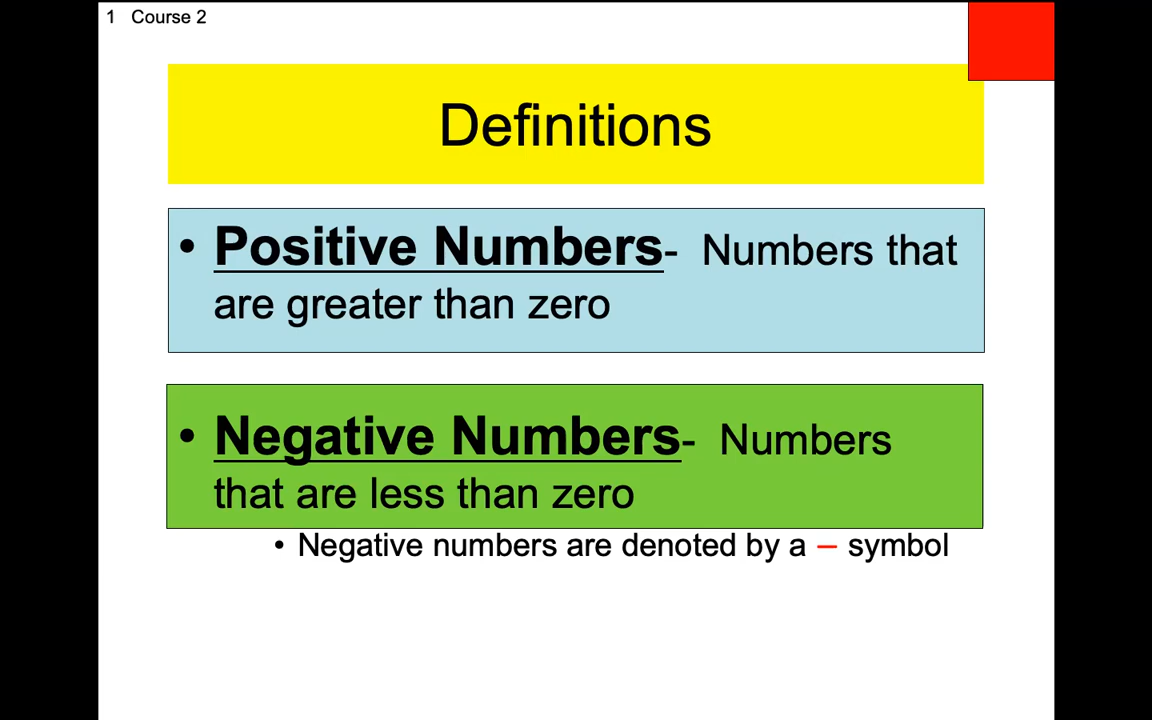 1 Course 2
Definitions
• Positive Numbers- Numbers that
are greater than zero
• Negative Numbers- Numbers
that are less than zero
• Negative numbers are denoted by a – symbol